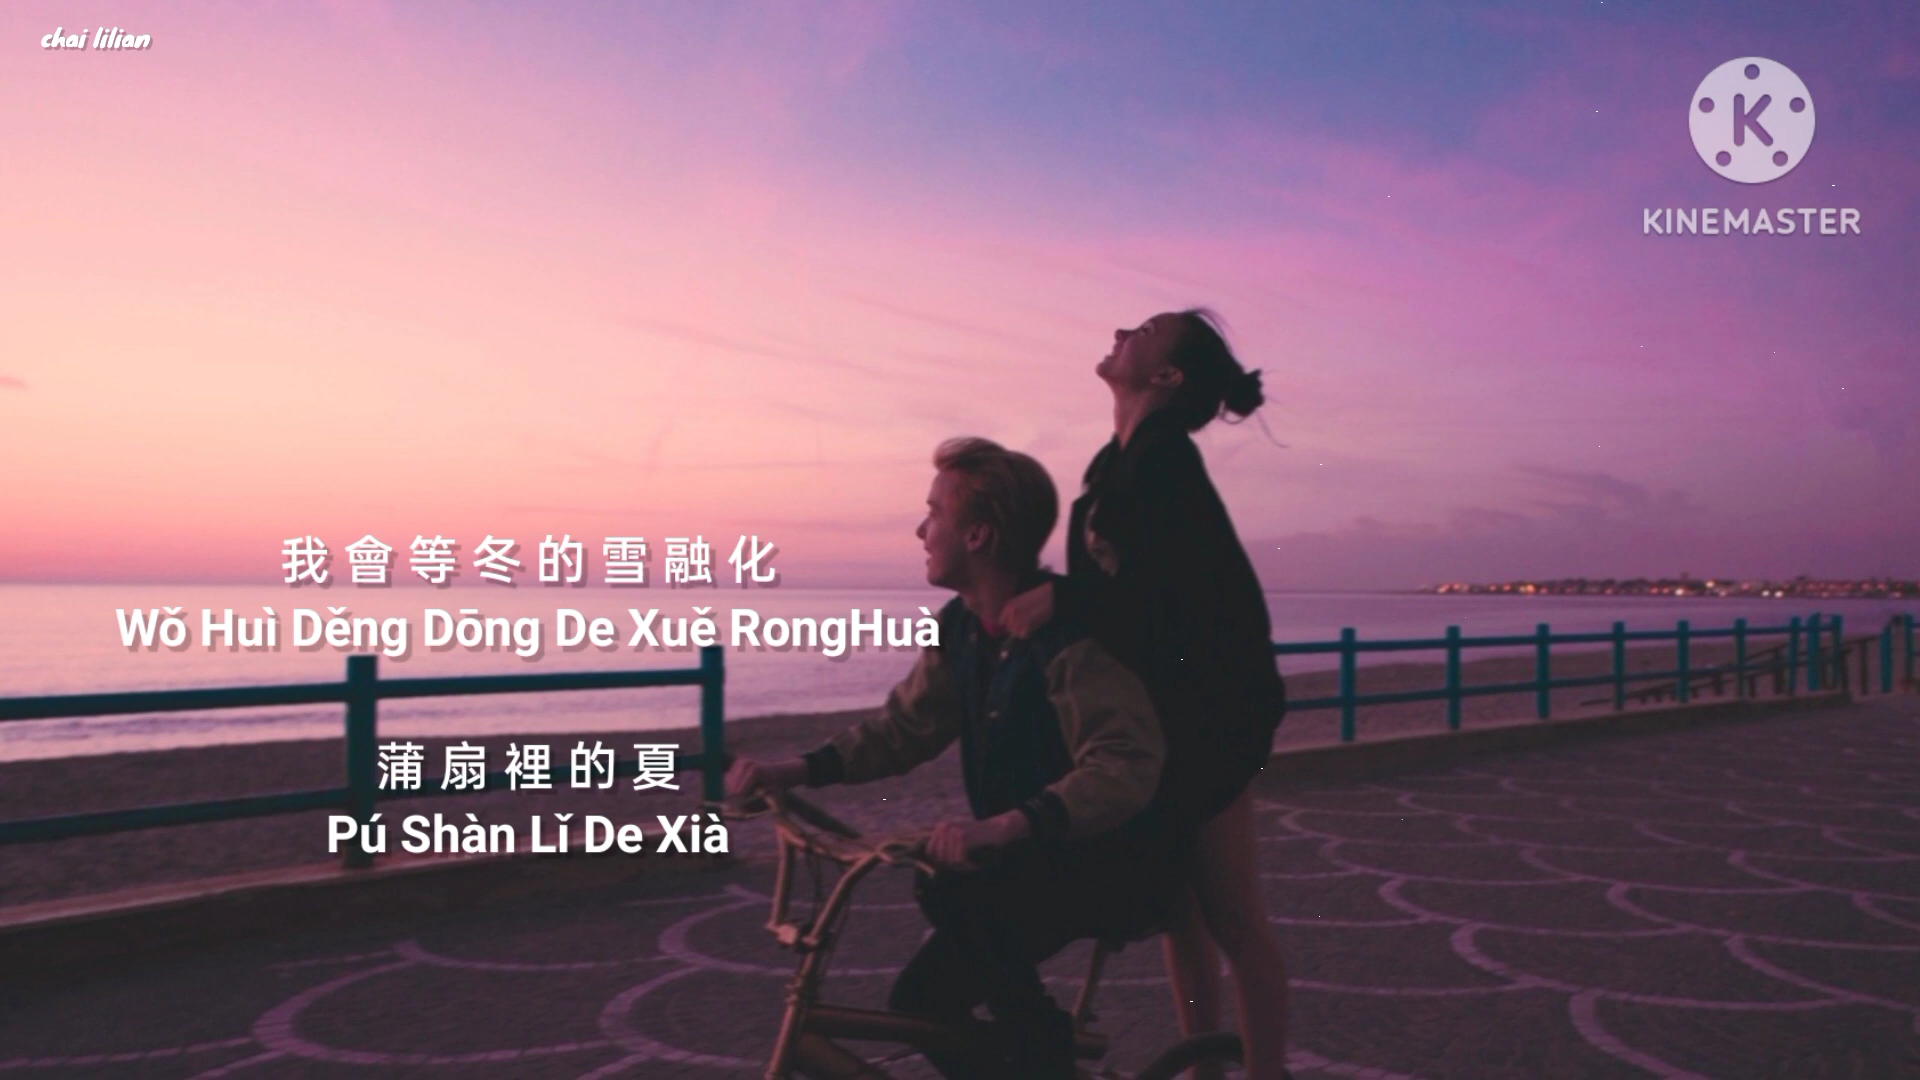 chai lilian
KINEMASTER
我會等冬的雪融化
Wǒ Huì Děng Dōng De Xuě RongHuà
蒲扇裡的夏
Pú Shàn Lǐ De Xià